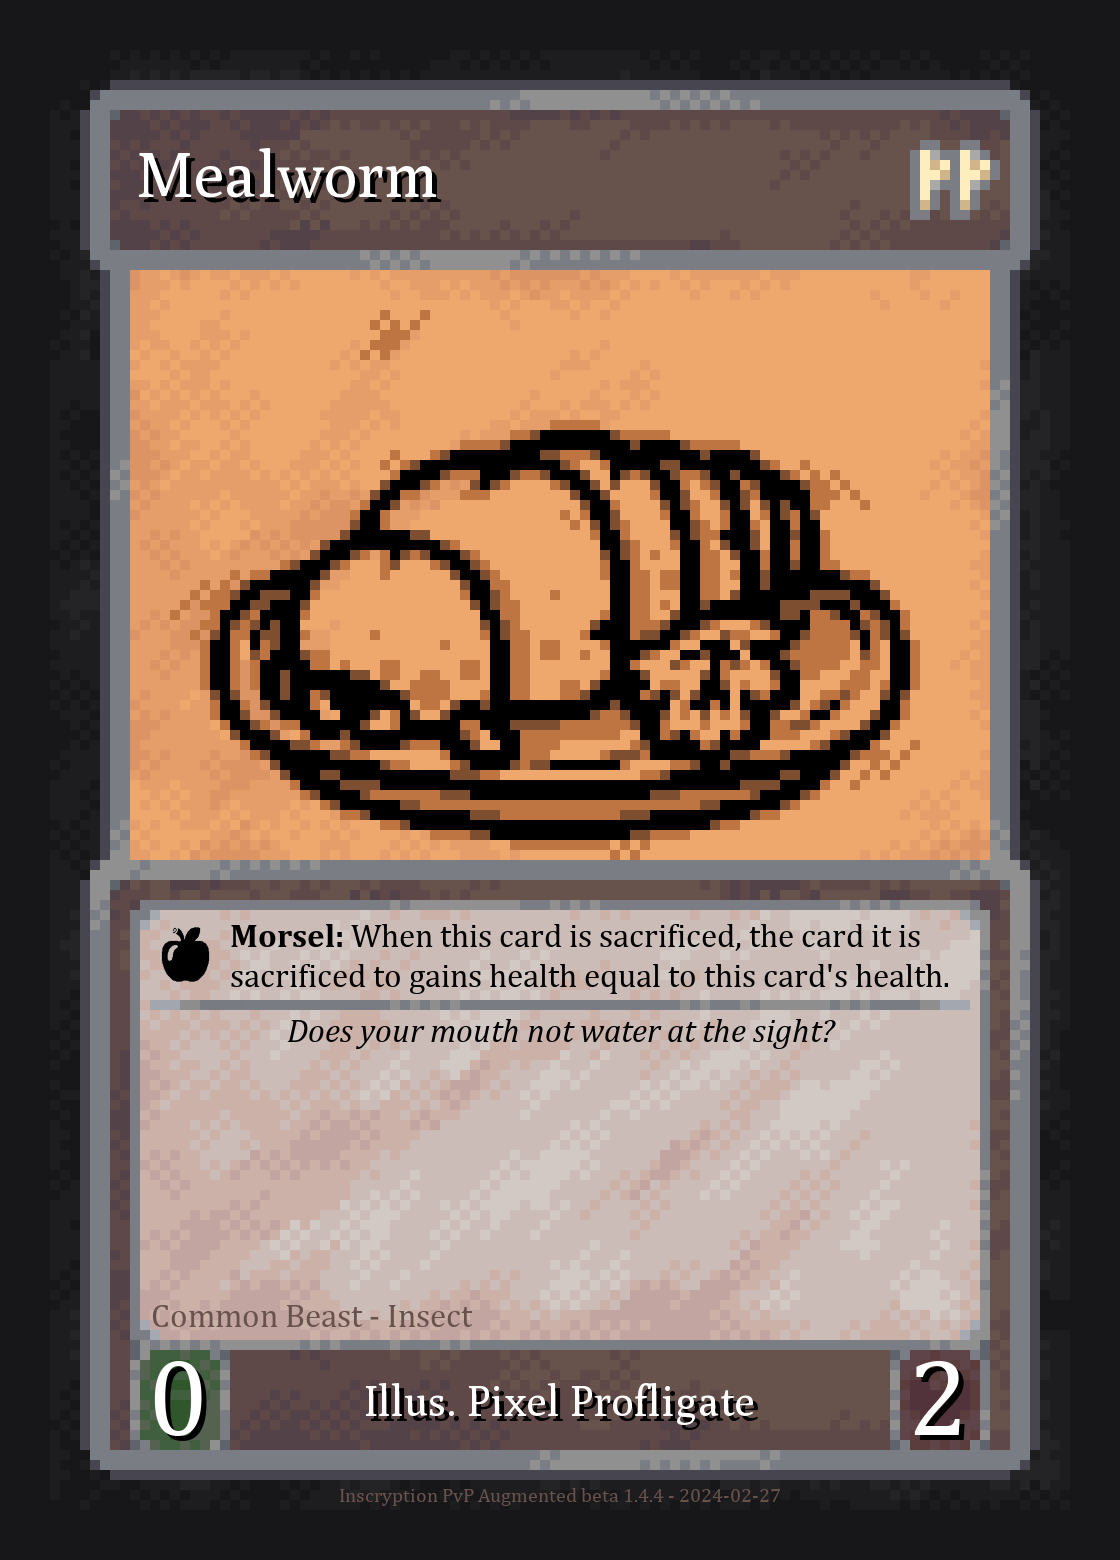 Mealworm
Morsel: When this card is sacrificed, the card it is
sacrificed to gains health equal to this card's health.
Does your mouth not water at the sight?
Common Beast - Insect
0
Illus. Pixel Profligate
2
Inscryption PvP Augmented beta 1.4.4 - 2024-02-27